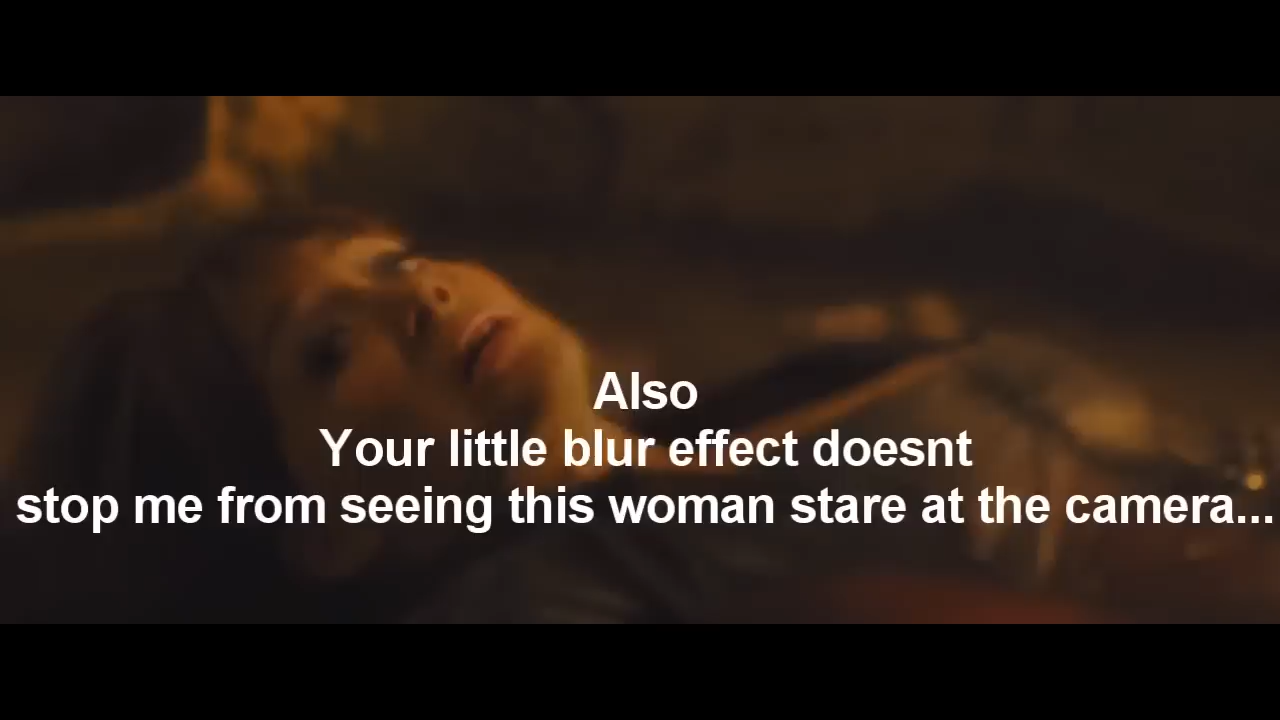 Also
Your little blur effect doesnt
stop me from seeing this woman stare at the camera...